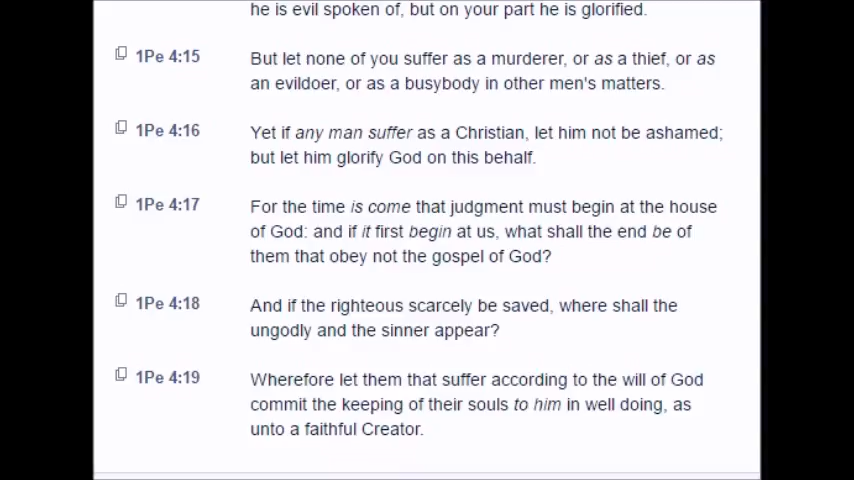 he is evil spoken of, but on your part he is glorified.
1Pe 4:15 But let none of you suffer as a murderer, or as a thief, or as
an evildoer, or as a busybody in other men's matters.
1Pe 4:16 Yet if any man suffer as a Christian, let him not be ashamed;
but let him glorify God on this behalf.
1Pe 4:17 For the time is come that judgment must begin at the house
of God: and if it first begin at us, what shall the end be of
them that obey not the gospel of God?
1Pe 4:18 And if the righteous scarcely be saved, where shall the
ungodly and the sinner appear?
1Pe 4:19 Wherefore let them that suffer according to the will of God
commit the keeping of their souls to him in well doing, as
unto a faithful Creator.